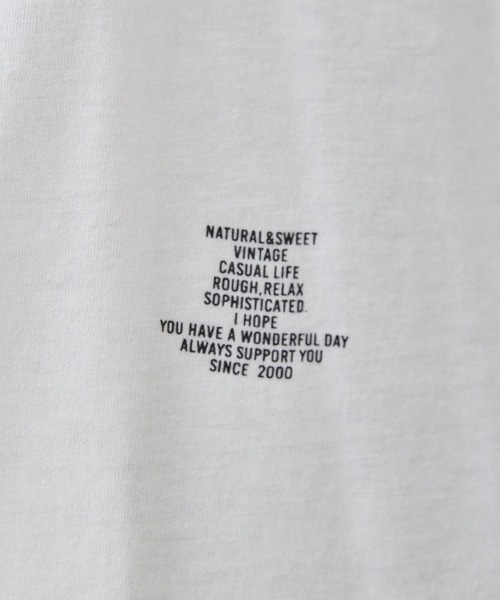 NATURAL&SWEET
VINTAGE
CASUAL LIFE
ROUGH,RELAX
SOPHISTICATED.
I HOPE
YOU HAVE A WONDERFUL DAY
ALWAYS SUPPORT YOU
SINCE 2000